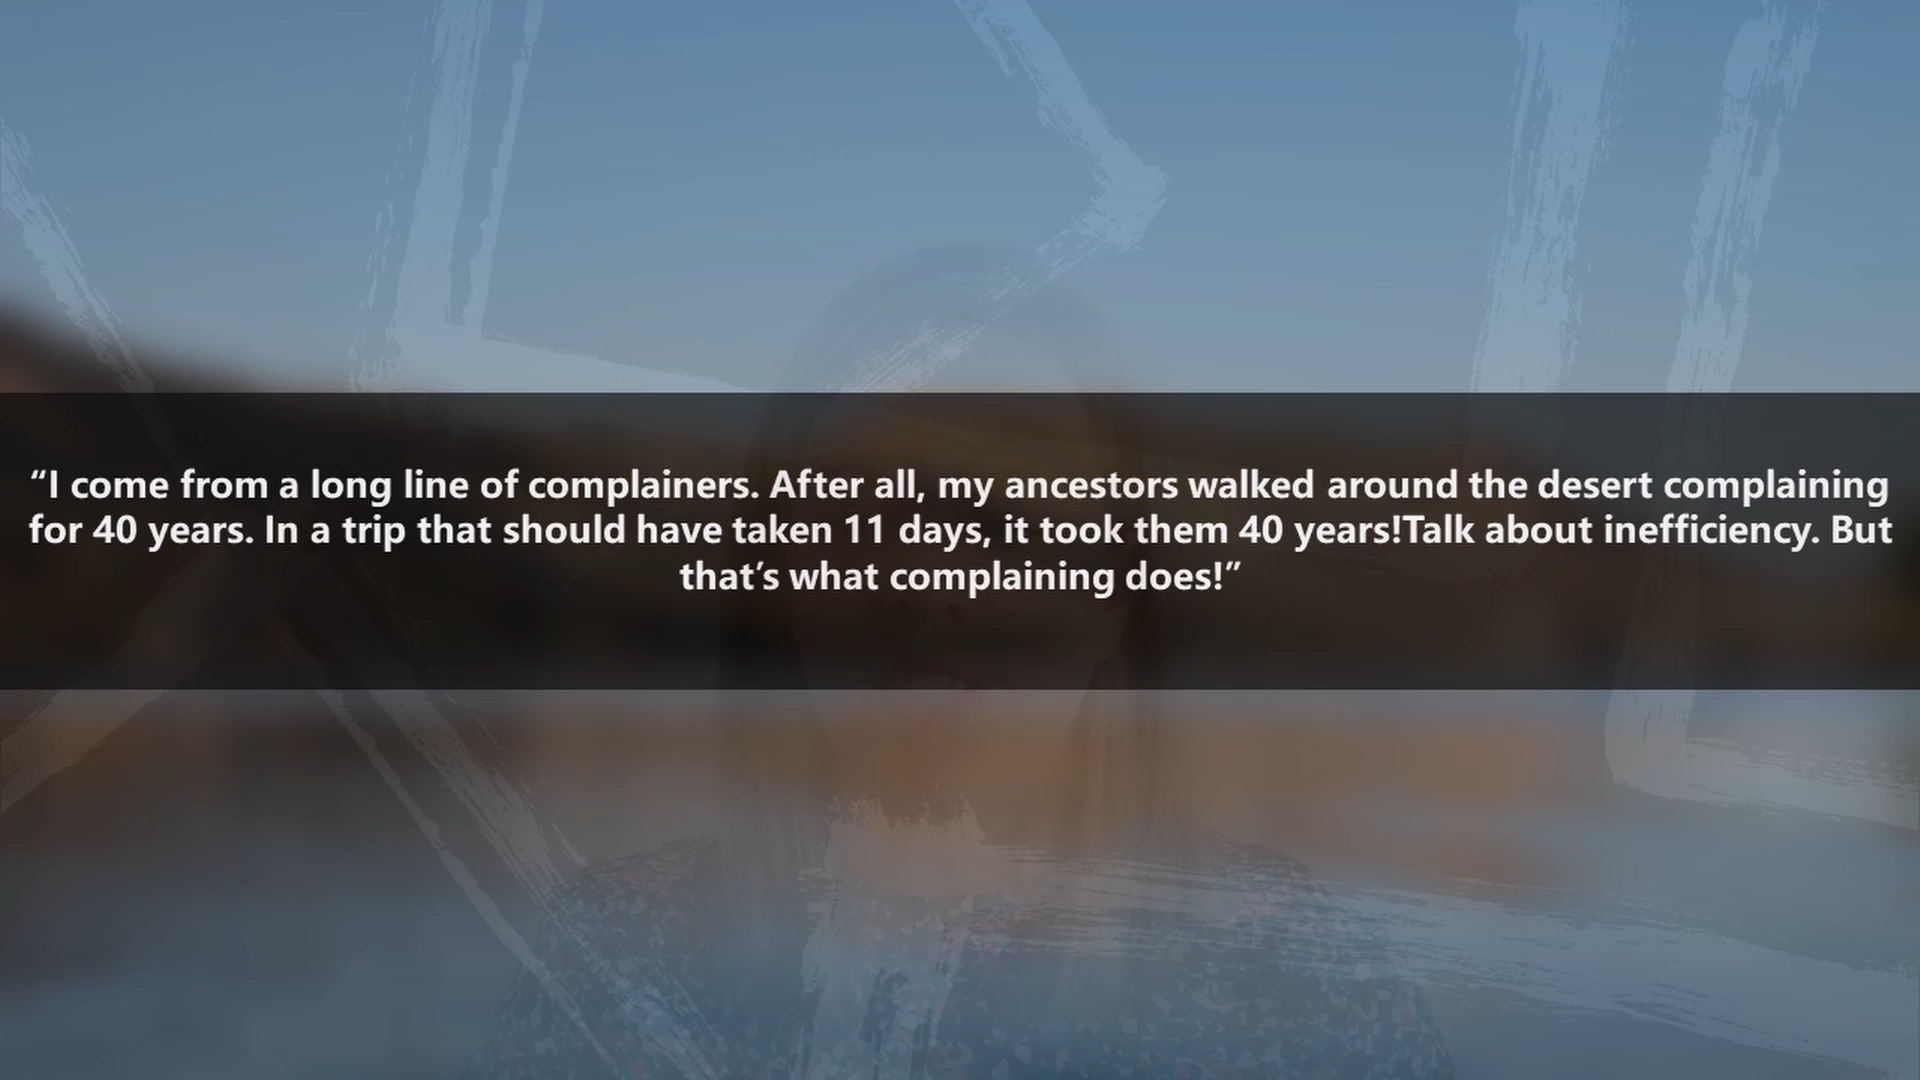 “I come from a long line of complainers. After all, my ancestors walked around the desert complaining
for 40 years. In a trip that should have taken 11 days, it took them 40 years!Talk about inefficiency. But
that’s what complaining does!”